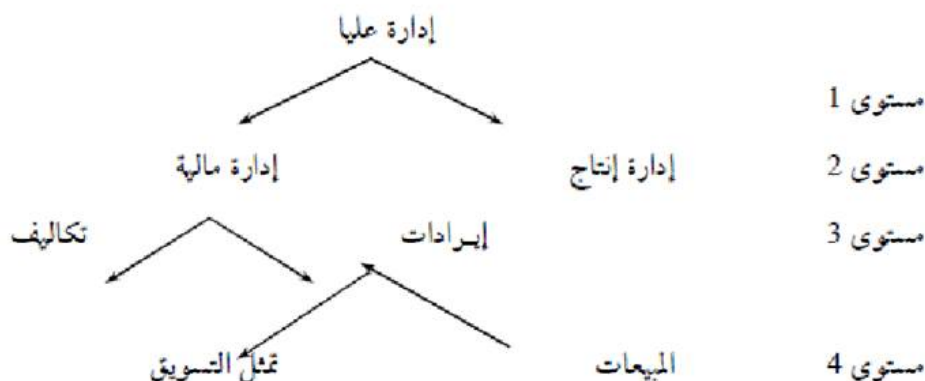 إدارة عليا
مستوى 1
مستوى 2 إدارة إنتاج إدارة مالية
مستوى 3 إيرادات تكاليف
مستوى 4 المبيعات تمثل التسويق